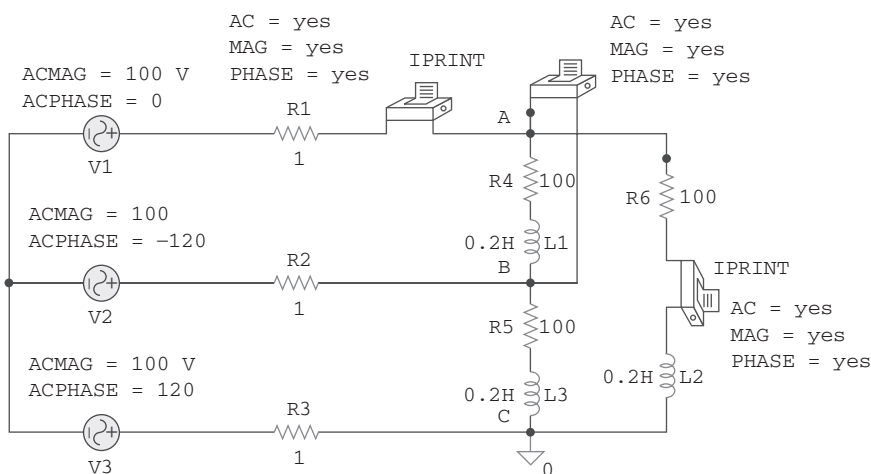 AC = yes
MAG = yes
PHASE = yes
IPRINT
AC = yes
MAG = yes
PHASE = yes
ACMAG = 100 V
ACPHASE = 0
R1
1
V1
A
R4
100
R6
100
ACMAG = 100
ACPHASE = −120
R2
1
V2
0.2H
L1
B
IPRINT
AC = yes
MAG = yes
PHASE = yes
R5
100
ACMAG = 100 V
ACPHASE = 120
R3
1
V3
0.2H
L3
C
0.2H
L2
0